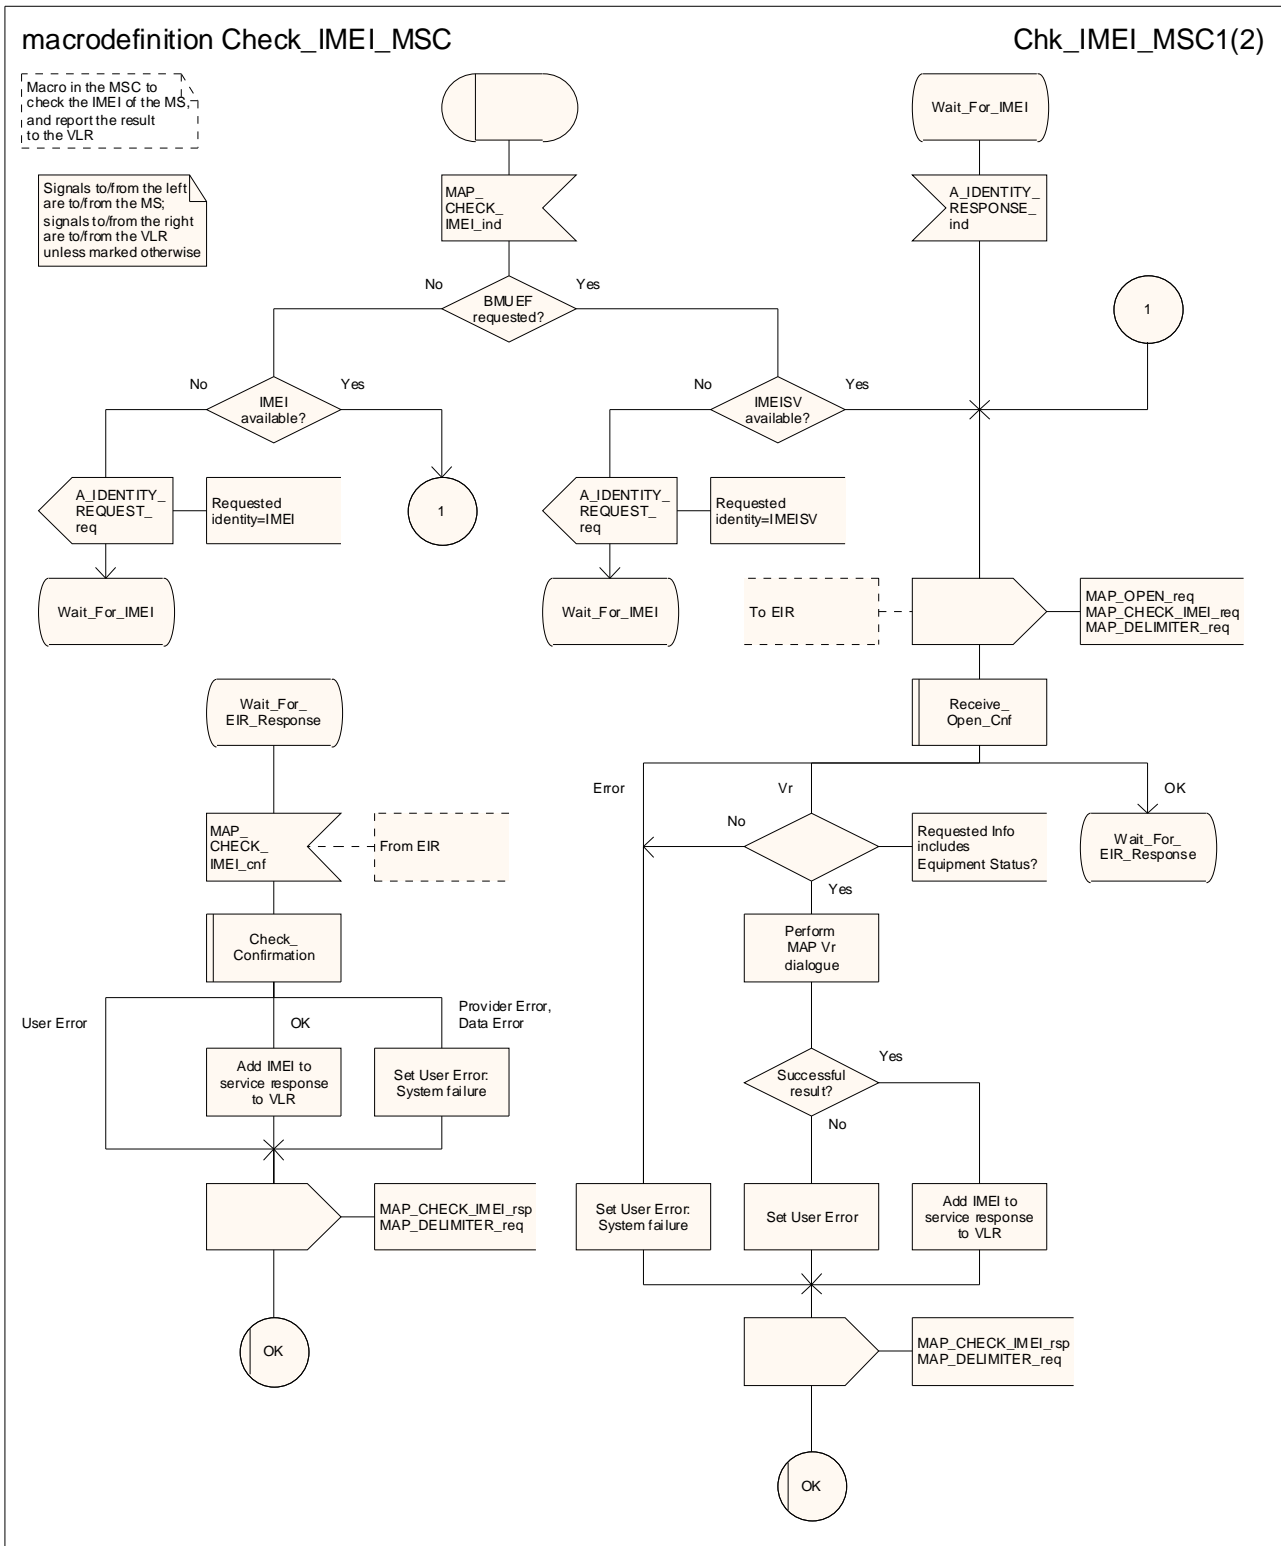 macrodefinition Check_IMEI_MSC
Chk_IMEI_MSC1(2)
Macro in the MSC to
check the IMEI of the MS,
and report the result
to the VLR
Signals to/from the left
are to/from the MS;
signals to/from the right
are to/from the VLR
unless marked otherwise
MAP_
CHECK_
IMEI_ind
Wait_For_IMEI
A_IDENTITY_
RESPONSE_
ind
No
BMUEF
requested?
Yes
1
No
IMEI
available?
Yes
No
IMEISV
available?
Yes
A_IDENTITY_
REQUEST_
req
Requested
identity=IMEI
1
A_IDENTITY_
REQUEST_
req
Requested
identity=IMEISV
Wait_For_IMEI
Wait_For_IMEI
To EIR
MAP_OPEN_req
MAP_CHECK_IMEI_req
MAP_DELIMITER_req
Wait_For_
EIR_Response
Receive_
Open_Cnf
Error
Vr
OK
MAP_
CHECK_
IMEI_cnf
From EIR
No
Requested Info
includes
Equipment Status?
Wait_For_
EIR_Response
Yes
Check_
Confirmation
Perform
MAP Vr
dialogue
User Error
OK
Provider Error,
Data Error
Add IMEI to
service response
to VLR
Set User Error:
System failure
Successful
result?
Yes
No
MAP_CHECK_IMEI_rsp
MAP_DELIMITER_req
Set User Error:
System failure
Set User Error
Add IMEI to
service response
to VLR
OK
MAP_CHECK_IMEI_rsp
MAP_DELIMITER_req
OK